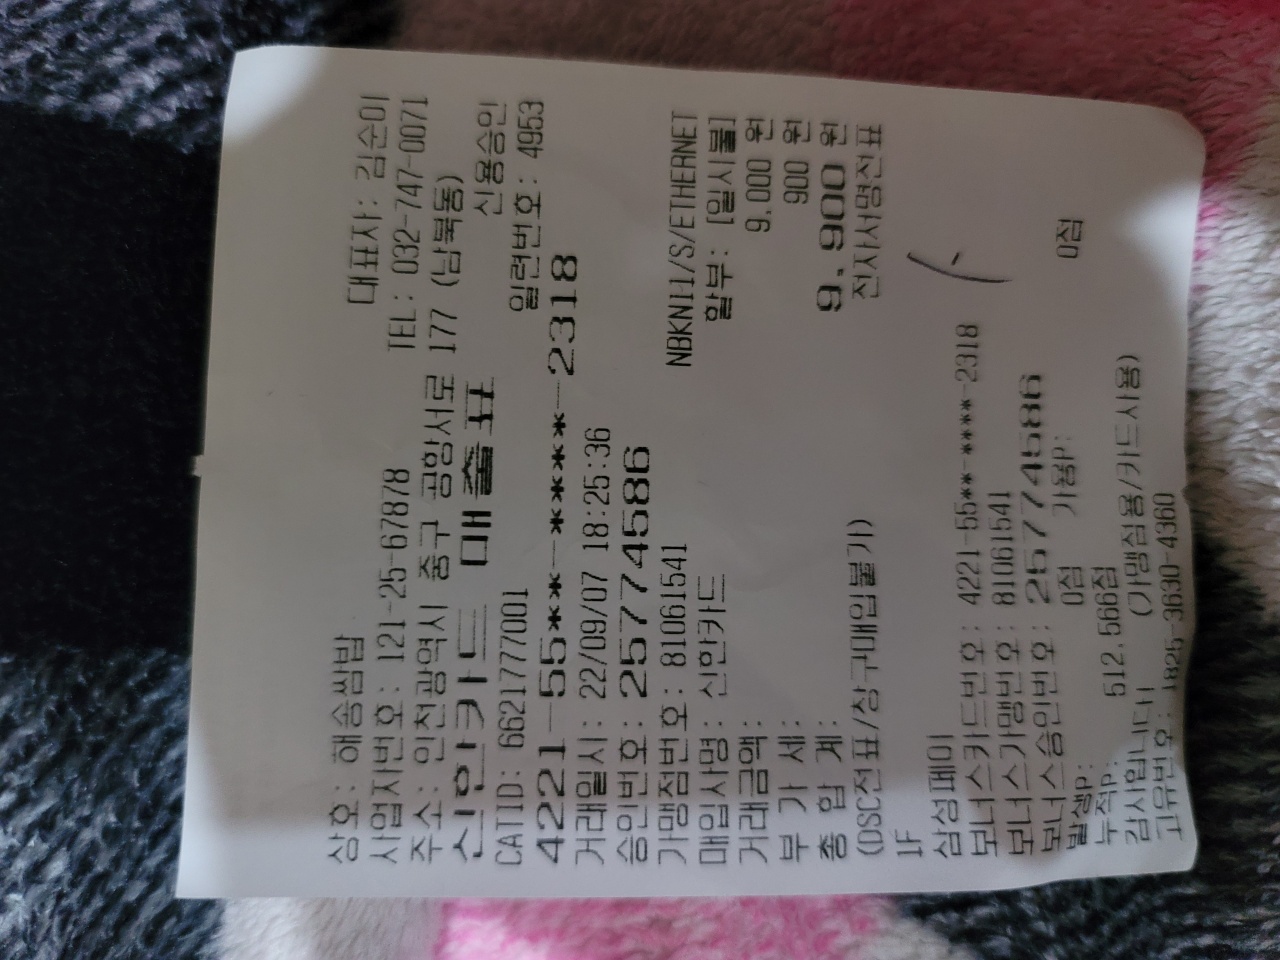 상호: 해송쌈밥 대표자: 김순이
사업자번호: 121-25-67878 TEL: 032-747-0071
주소: 인천광역시 중구 공항서로 177 (남북동)
신한카드 매출표 신용승인
CATID: 6621777001 일련번호: 4953
4221-55**-****-2318
거래일시: 22/09/07 18:25:36
승인번호: 25774586
가맹점번호: 81061541 NBKN1-1/S/ETHERNET
매입사명: 신한카드 할부: [일시불]
거래금액: 9,000 원
부 가 세: 900 원
총 합 계: 9,900 원
(DSC전표/창구매입불가) 전자서명전표
1F
삼성페이
보너스카드번호: 4221-55**-****-2318
보너스가맹번호: 81061541
보너스승인번호: 25774586
발생P: 0점 가용P: 0점
누적P: 512,566점
감사합니다 (가맹점용/카드사용)
고유번호: 1825-3630-4360